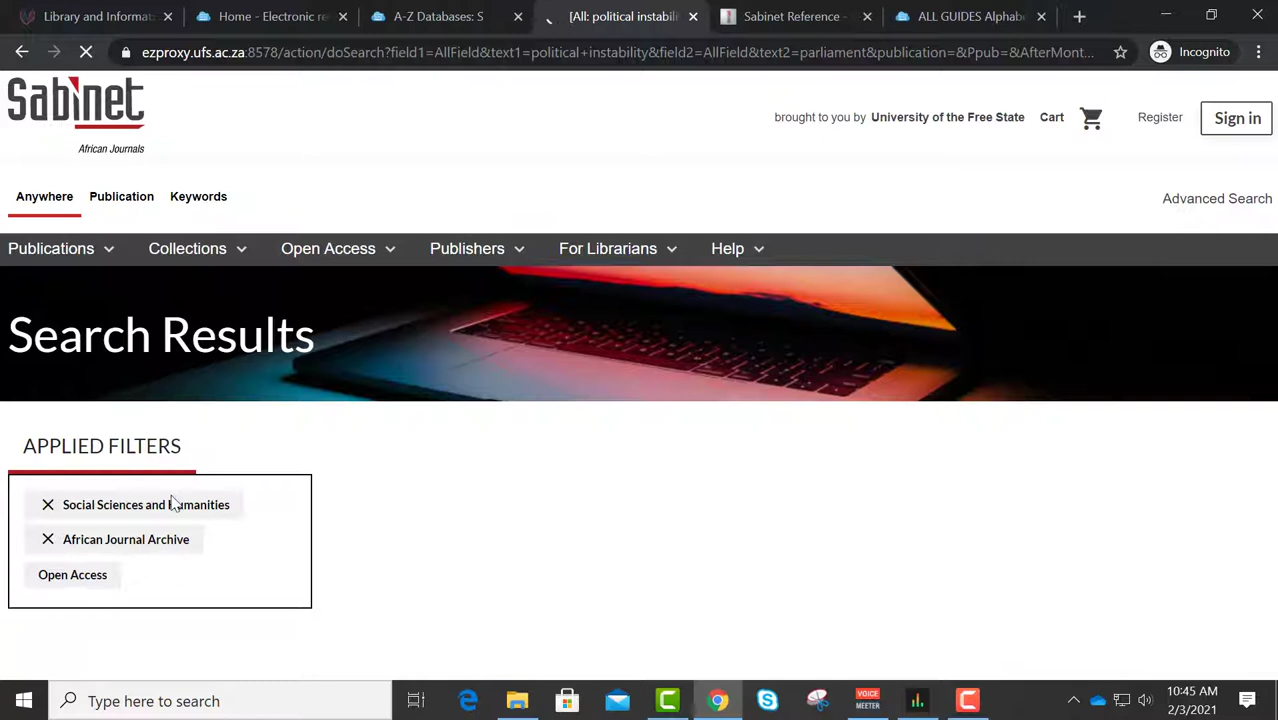 Library and Informat
Home - Electronic re
A-Z Databases: S
[All: political instabili
Sabinet Reference -
ALL GUIDES Alphabe
ezproxy.ufs.ac.za:8578/action/doSearch?field1=AllField&text1=political+instability&field2=AllField&text2=parliament&publication=&Ppub=&AfterMont...
Incognito
Sabinet
African Journals
brought to you by University of the Free State
Cart
Register
Sign in
Anywhere
Publication
Keywords
Advanced Search
Publications
Collections
Open Access
Publishers
For Librarians
Help
Search Results
APPLIED FILTERS
Social Sciences and Humanities
African Journal Archive
Open Access
Type here to search
VOICE
MEETER
10:45 AM
2/3/2021